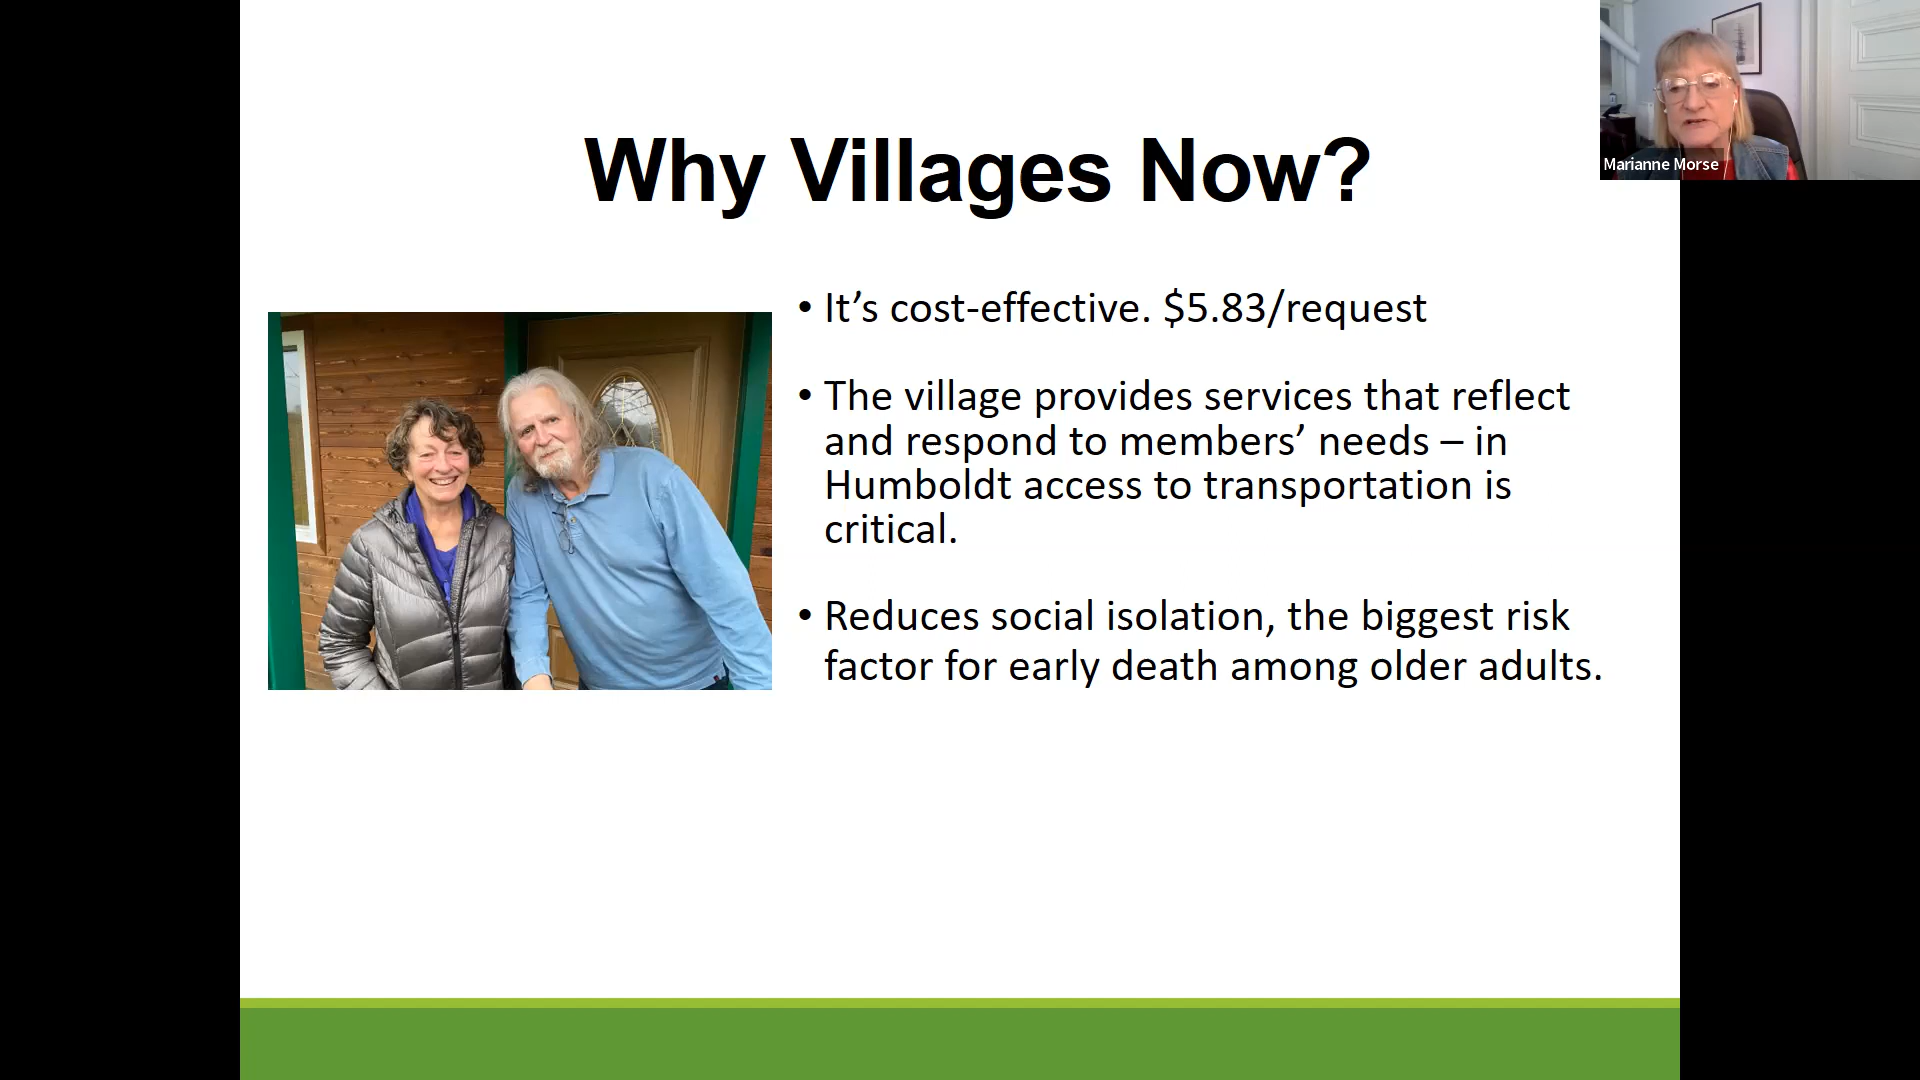 Why Villages Now?
Marianne Morse
• It’s cost-effective. $5.83/request
• The village provides services that reflect
and respond to members’ needs – in
Humboldt access to transportation is
critical.
• Reduces social isolation, the biggest risk
factor for early death among older adults.